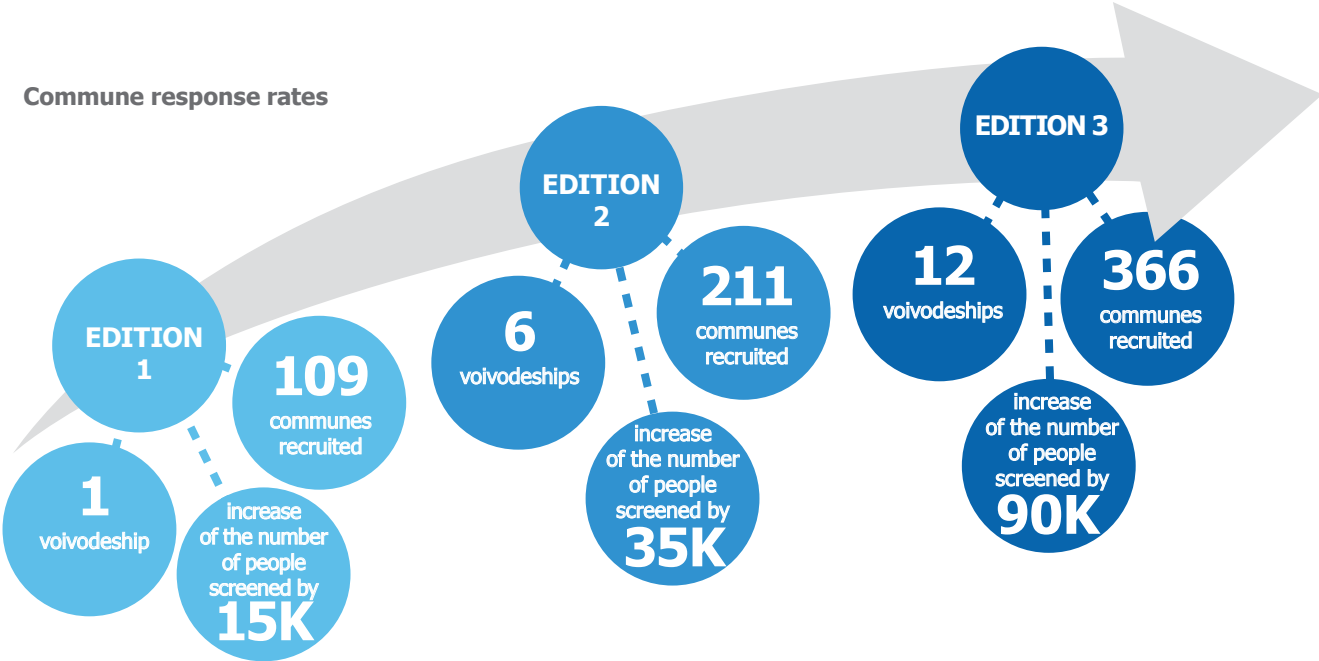 Commune response rates
EDITION
1
109
communes
recruited
1
voivodeship
increase
of the number
of people
screened by
15K
EDITION
2
6
voivodeships
211
communes
recruited
increase
of the number
of people
screened by
35K
EDITION 3
12
voivodeships
366
communes
recruited
increase
of the number
of people
screened by
90K